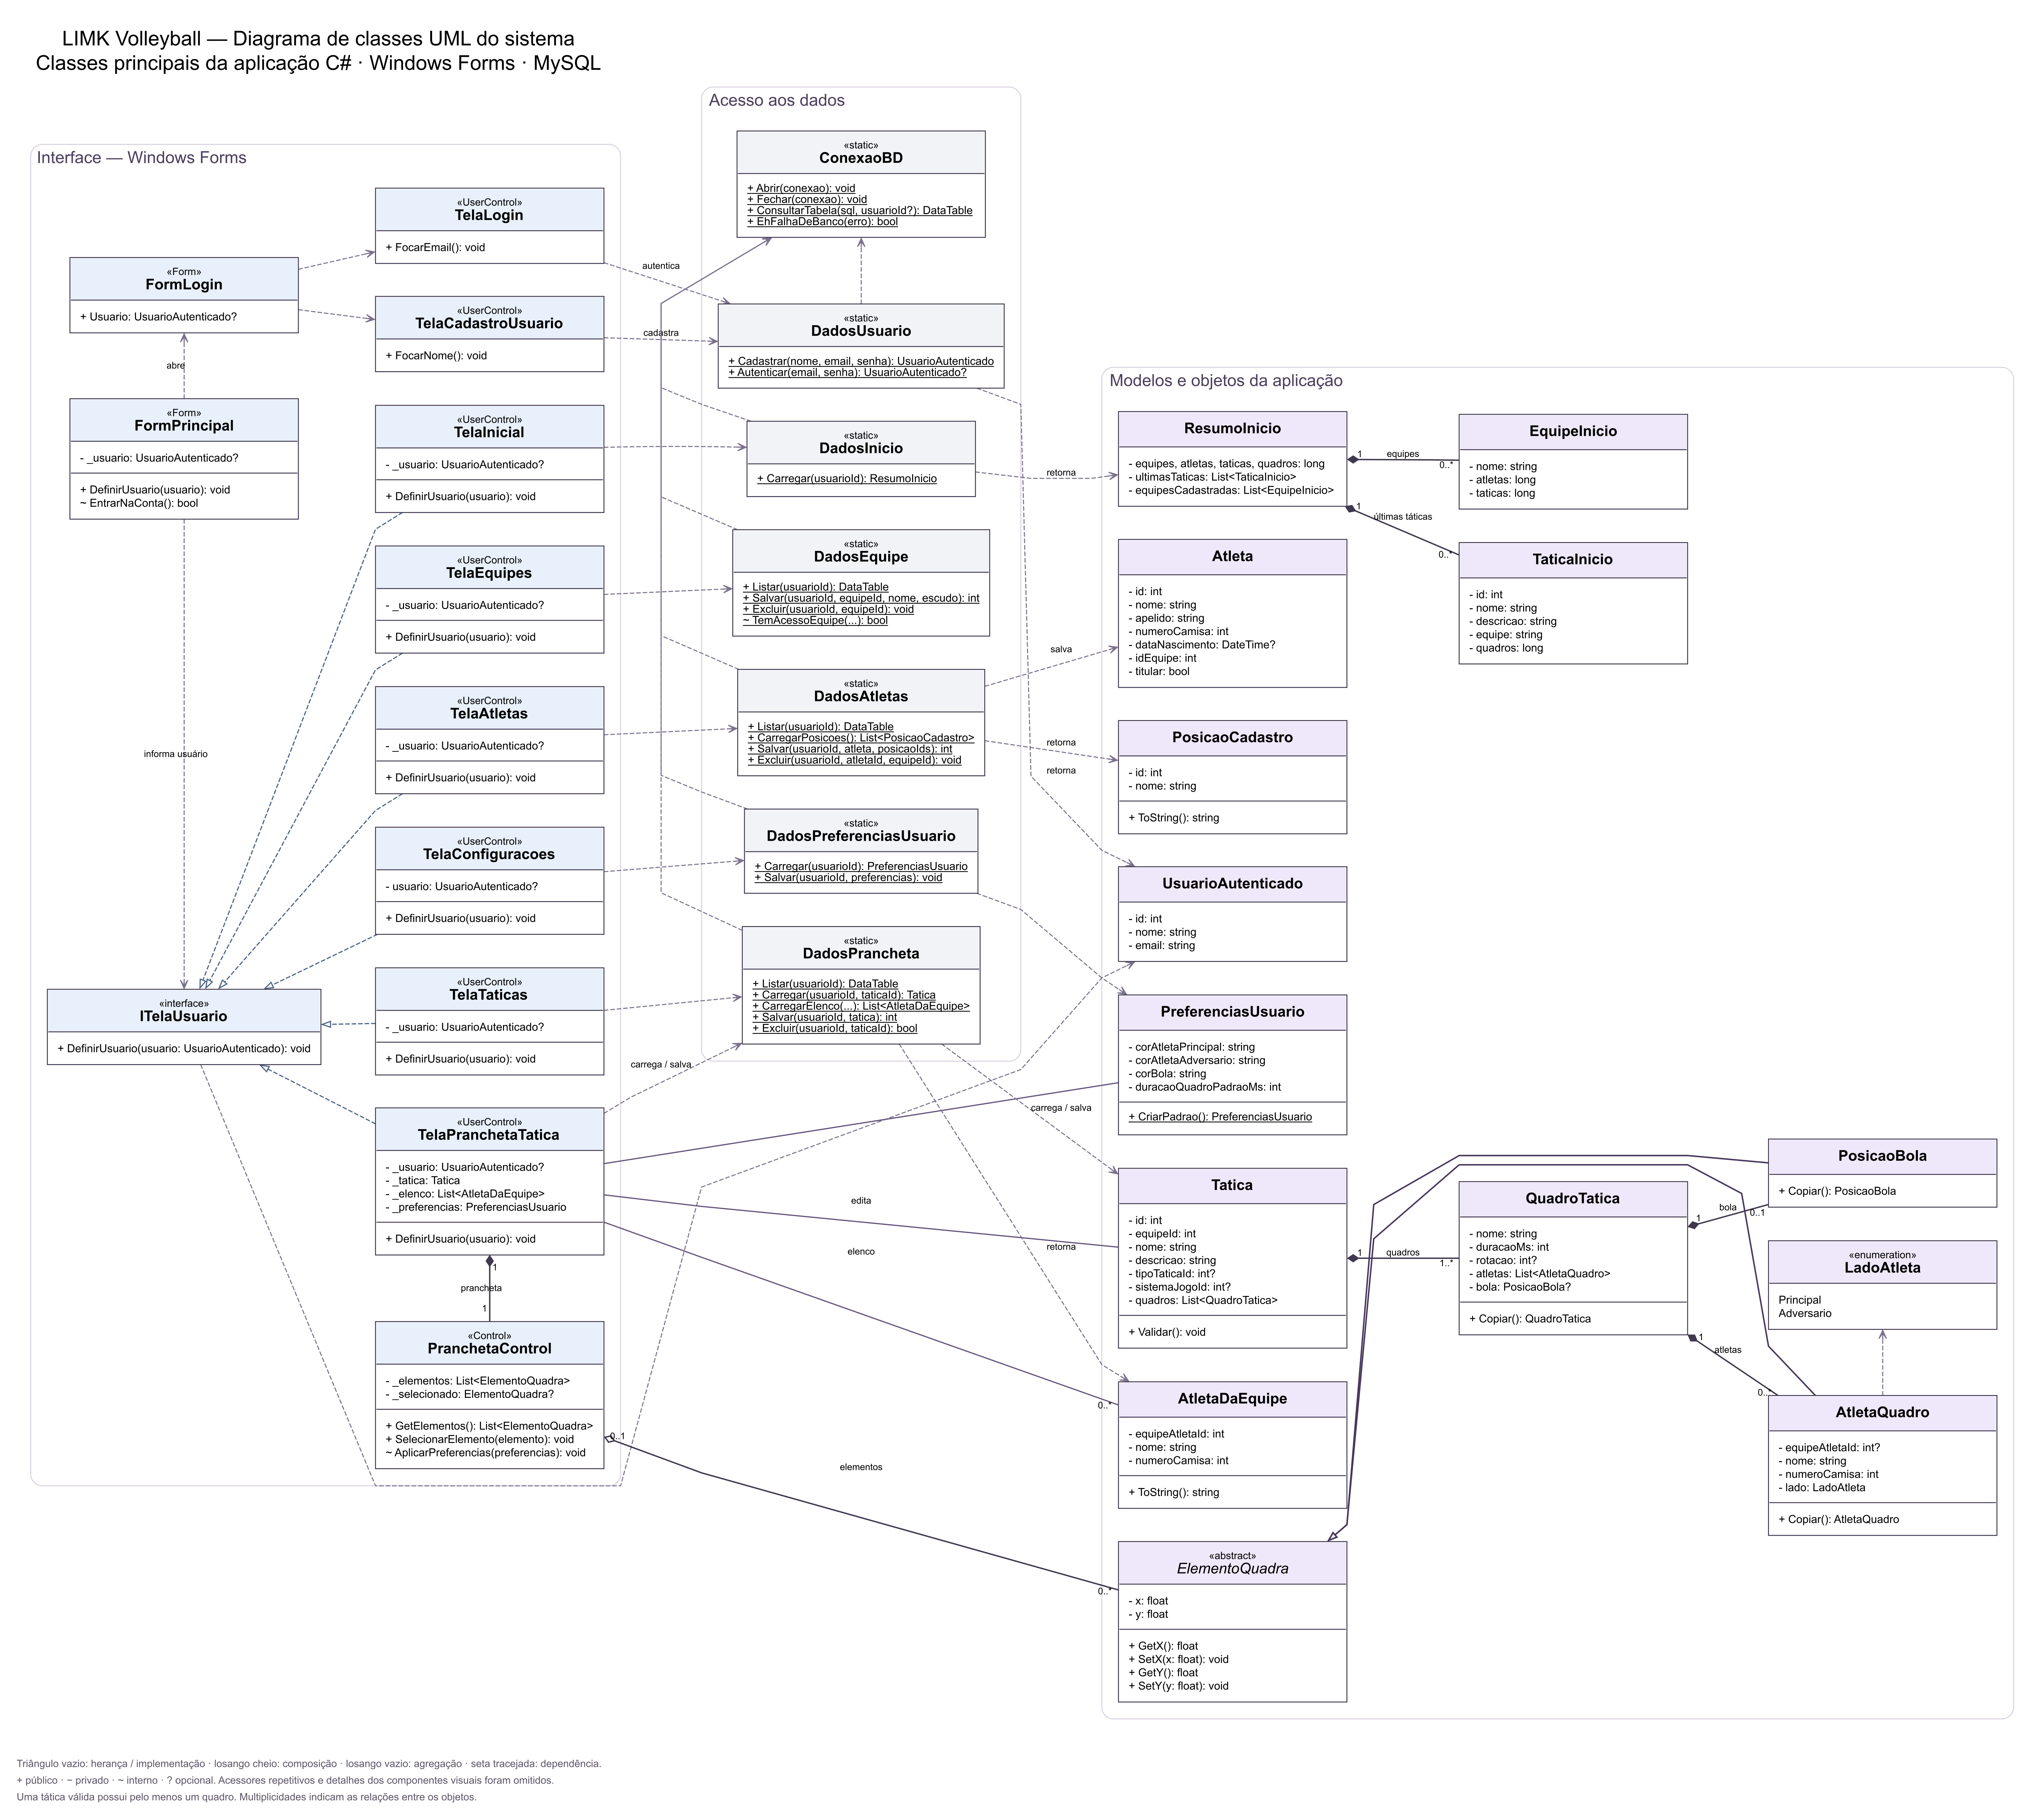 LIMK Volleyball — Diagrama de classes UML do sistema
Classes principais da aplicação C# · Windows Forms · MySQL
Interface — Windows Forms
«Form»
FormLogin
+ Usuario: UsuarioAutenticado?
abre
«Form»
FormPrincipal
- _usuario: UsuarioAutenticado?
+ DefinirUsuario(usuario): void
~ EntrarNaConta(): bool
informa usuário
«interface»
ITelaUsuario
+ DefinirUsuario(usuario: UsuarioAutenticado): void
«UserControl»
TelaLogin
+ FocarEmail(): void
«UserControl»
TelaCadastroUsuario
+ FocarNome(): void
«UserControl»
TelaInicial
- _usuario: UsuarioAutenticado?
+ DefinirUsuario(usuario): void
«UserControl»
TelaEquipes
- _usuario: UsuarioAutenticado?
+ DefinirUsuario(usuario): void
«UserControl»
TelaAtletas
- _usuario: UsuarioAutenticado?
+ DefinirUsuario(usuario): void
«UserControl»
TelaConfiguracoes
- usuario: UsuarioAutenticado?
+ DefinirUsuario(usuario): void
«UserControl»
TelaTaticas
- _usuario: UsuarioAutenticado?
+ DefinirUsuario(usuario): void
«UserControl»
TelaPranchetaTatica
- _usuario: UsuarioAutenticado?
- _tatica: Tatica
- _elenco: List<AtletaDaEquipe>
- _preferencias: PreferenciasUsuario
+ DefinirUsuario(usuario): void
1
prancheta
1
«Control»
PranchetaControl
- _elementos: List<ElementoQuadra>
- _selecionado: ElementoQuadra?
+ GetElementos(): List<ElementoQuadra>
+ SelecionarElemento(elemento): void
~ AplicarPreferencias(preferencias): void
0..1
autentica
cadastra
carrega / salva
Acesso aos dados
«static»
ConexaoBD
+ Abrir(conexao): void
+ Fechar(conexao): void
+ ConsultarTabela(sql, usuarioId?): DataTable
+ EhFalhaDeBanco(erro): bool
«static»
DadosUsuario
+ Cadastrar(nome, email, senha): UsuarioAutenticado
+ Autenticar(email, senha): UsuarioAutenticado?
«static»
DadosInicio
+ Carregar(usuarioId): ResumoInicio
«static»
DadosEquipe
+ Listar(usuarioId): DataTable
+ Salvar(usuarioId, equipeId, nome, escudo): int
+ Excluir(usuarioId, equipeId): void
~ TemAcessoEquipe(...): bool
«static»
DadosAtletas
+ Listar(usuarioId): DataTable
+ CarregarPosicoes(): List<PosicaoCadastro>
+ Salvar(usuarioId, atleta, posicaoIds): int
+ Excluir(usuarioId, atletaId, equipeId): void
«static»
DadosPreferenciasUsuario
+ Carregar(usuarioId): PreferenciasUsuario
+ Salvar(usuarioId, preferencias): void
«static»
DadosPrancheta
+ Listar(usuarioId): DataTable
+ Carregar(usuarioId, taticaId): Tatica
+ CarregarElenco(...): List<AtletaDaEquipe>
+ Salvar(usuarioId, tatica): int
+ Excluir(usuarioId, taticaId): bool
retorna
salva
retorna
retorna
carrega / salva
edita
elenco
retorna
elementos
0..*
0..*
Modelos e objetos da aplicação
ResumoInicio
- equipes, atletas, taticas, quadros: long
- ultimasTaticas: List<TaticaInicio>
- equipesCadastradas: List<EquipeInicio>
1
equipes
0..*
1
últimas táticas
0..*
EquipeInicio
- nome: string
- atletas: long
- taticas: long
TaticaInicio
- id: int
- nome: string
- descricao: string
- equipe: string
- quadros: long
Atleta
- id: int
- nome: string
- apelido: string
- numeroCamisa: int
- dataNascimento: DateTime?
- idEquipe: int
- titular: bool
PosicaoCadastro
- id: int
- nome: string
+ ToString(): string
UsuarioAutenticado
- id: int
- nome: string
- email: string
PreferenciasUsuario
- corAtletaPrincipal: string
- corAtletaAdversario: string
- corBola: string
- duracaoQuadroPadraoMs: int
+ CriarPadrao(): PreferenciasUsuario
Tatica
- id: int
- equipeId: int
- nome: string
- descricao: string
- tipoTaticaId: int?
- sistemaJogoId: int?
- quadros: List<QuadroTatica>
+ Validar(): void
1
quadros
1..*
AtletaDaEquipe
- equipeAtletaId: int
- nome: string
- numeroCamisa: int
+ ToString(): string
«abstract»
ElementoQuadra
- x: float
- y: float
+ GetX(): float
+ SetX(x: float): void
+ GetY(): float
+ SetY(y: float): void
QuadroTatica
- nome: string
- duracaoMs: int
- rotacao: int?
- atletas: List<AtletaQuadro>
- bola: PosicaoBola?
+ Copiar(): QuadroTatica
1
bola
0..1
1
atletas
0..*
PosicaoBola
+ Copiar(): PosicaoBola
«enumeration»
LadoAtleta
Principal
Adversario
AtletaQuadro
- equipeAtletaId: int?
- nome: string
- numeroCamisa: int
- lado: LadoAtleta
+ Copiar(): AtletaQuadro
Triângulo vazio: herança / implementação · losango cheio: composição · losango vazio: agregação · seta tracejada: dependência.
+ público · − privado · ~ interno · ? opcional. Acessores repetitivos e detalhes dos componentes visuais foram omitidos.
Uma tática válida possui pelo menos um quadro. Multiplicidades indicam as relações entre os objetos.